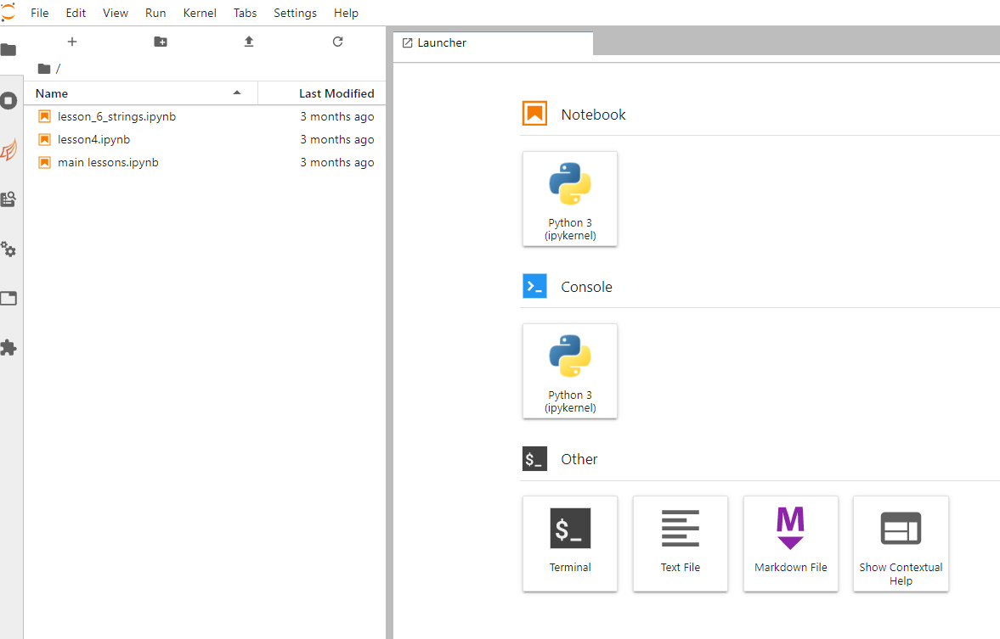 File Edit View Run Kernel Tabs Settings Help
Launcher
/
Name Last Modified
lesson_6_strings.ipynb 3 months ago
lesson4.ipynb 3 months ago
main lessons.ipynb 3 months ago
Notebook
Python 3
(ipykernel)
Console
Python 3
(ipykernel)
$_ Other
$_
Terminal
Text File
M
Markdown File
Show Contextual
Help